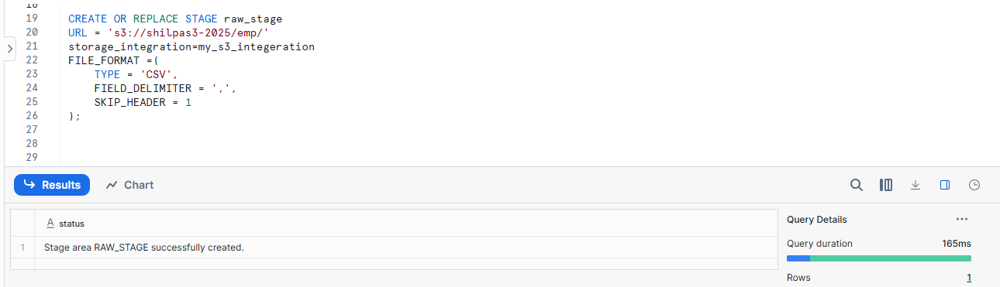 18
19 CREATE OR REPLACE STAGE raw_stage
20 URL = 's3://shilpas3-2025/emp/'
21 storage_integration=my_s3_integeration
22 FILE_FORMAT =(
23 TYPE = 'CSV',
24 FIELD_DELIMITER = ',',
25 SKIP_HEADER = 1
26 );
27
28
29
Results Chart
A status
1 Stage area RAW_STAGE successfully created.
Query Details
Query duration 165ms
Rows 1